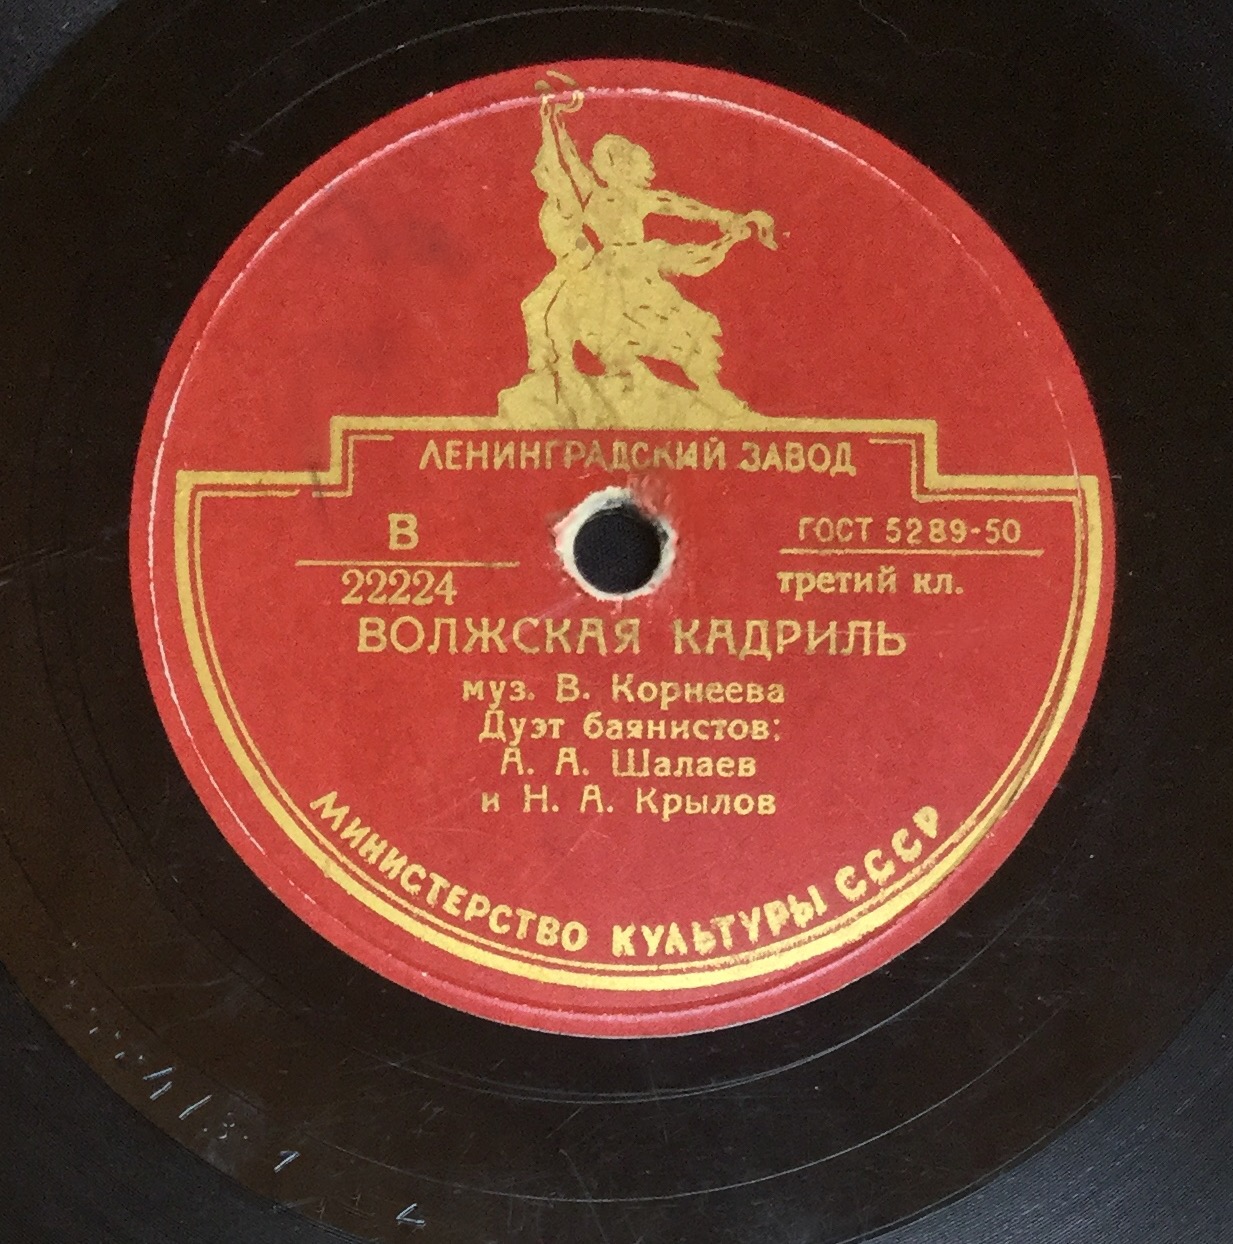 ЛЕНИНГРАДСКИЙ ЗАВОД
В
22224
ГОСТ 5289-50
третий кл.
ВОЛЖСКАЯ КАДРИЛЬ
муз. В. Корнеева
Дуэт баянистов:
А. А. Шалаев
и Н. А. Крылов
МИНИСТЕРСТВО КУЛЬТУРЫ СССР